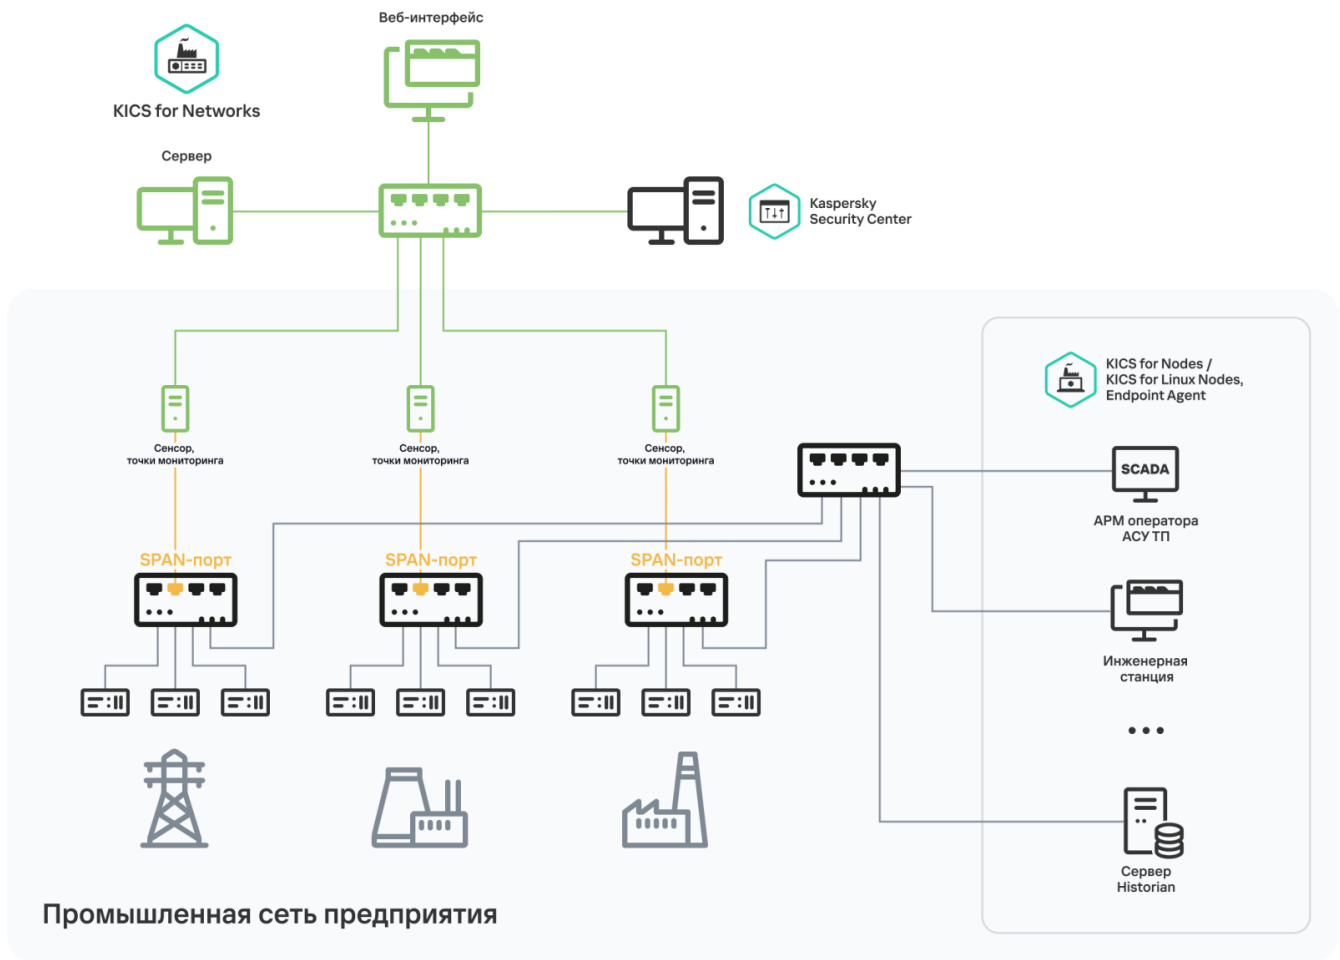 Веб-интерфейс
KICS for Networks
Сервер
Kaspersky
Security Center
KICS for Nodes /
KICS for Linux Nodes,
Endpoint Agent
Сенсор,
точки мониторинга
Сенсор,
точки мониторинга
Сенсор,
точки мониторинга
SCADA
АРМ оператора
АСУ ТП
SPAN-порт
SPAN-порт
SPAN-порт
Инженерная
станция
Сервер
Historian
Промышленная сеть предприятия